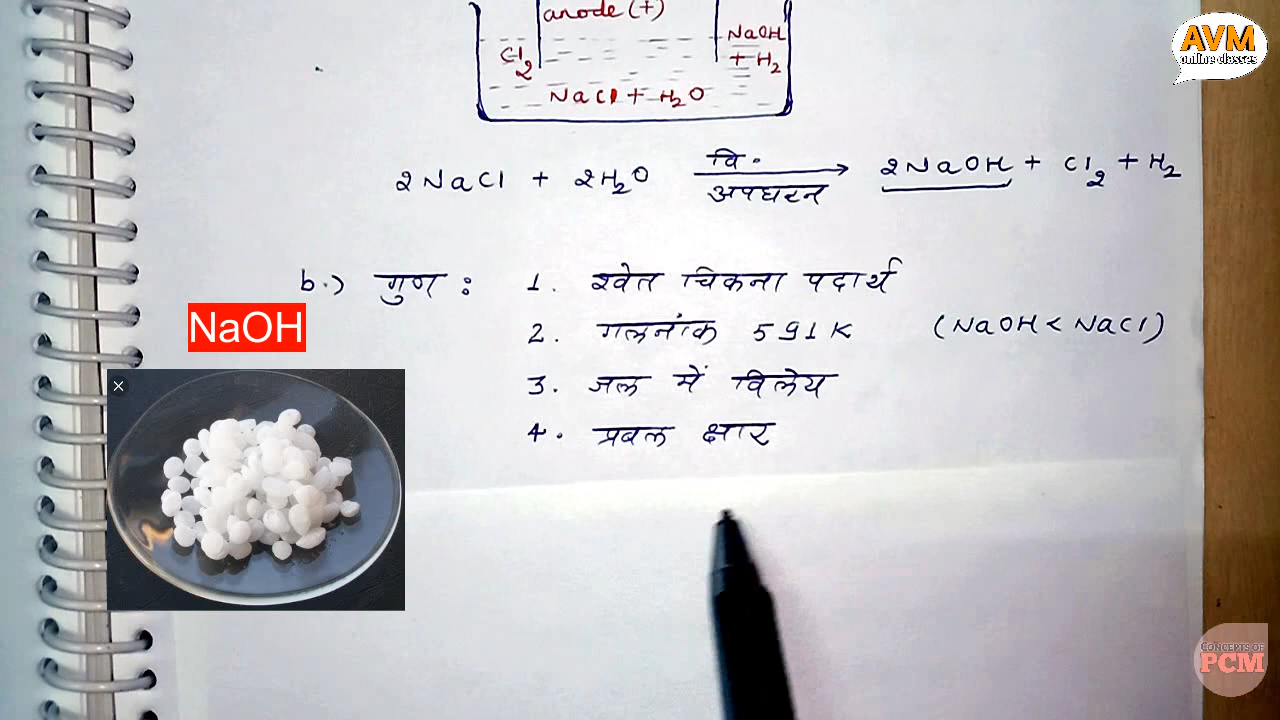 anode (+)
AVM
online classes
Cl2
NaOH
+ H2
NaCl + H2O
2NaCl + 2H2O वि. अपघटन 2NaOH + Cl2 + H2
b.) गुण : 1. श्वेत चिकना पदार्थ
NaOH
2. गलनांक 591K (NaOH < NaCl)
3. जल में विलेय
4. प्रबल क्षार
CONCEPTS OF
PCM